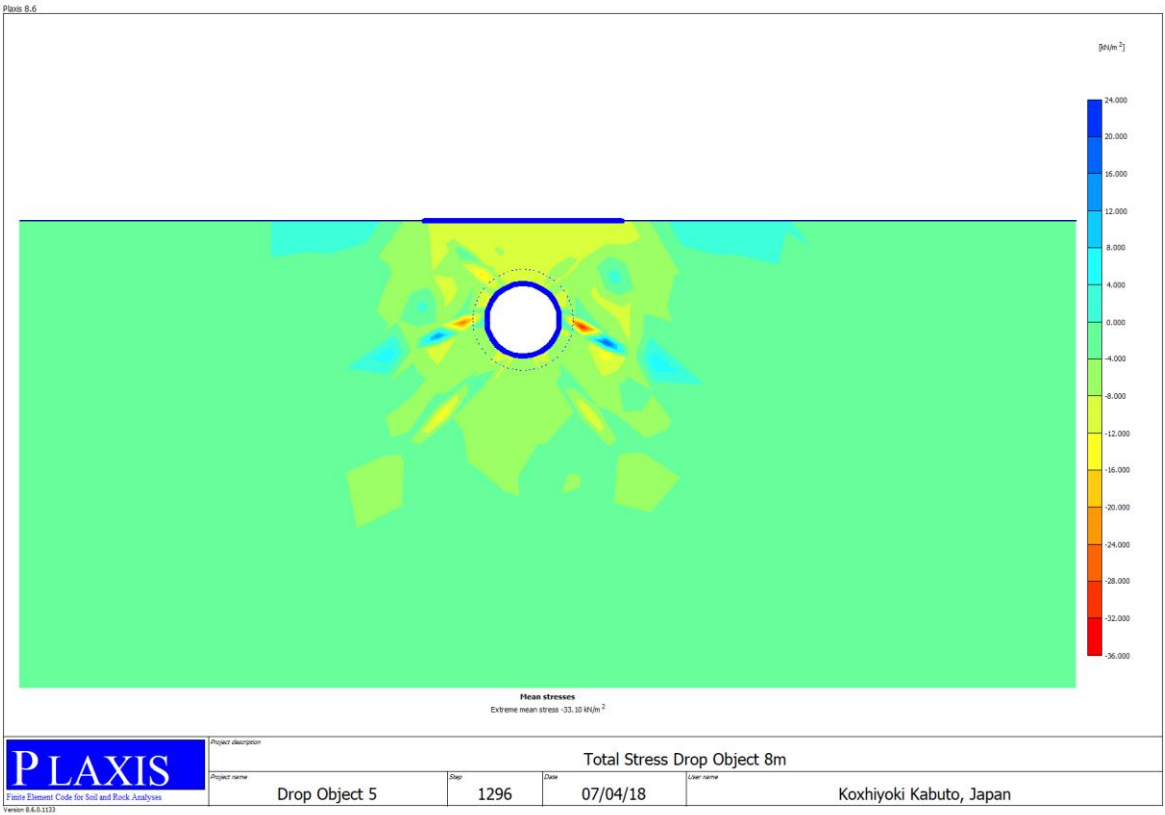 Plaxis 8.6
[kN/m 2]
24.000
20.000
16.000
12.000
8.000
4.000
0.000
-4.000
-8.000
-12.000
-16.000
-20.000
-24.000
-28.000
-32.000
-36.000
Mean stresses
Extreme mean stress -33.10 kN/m 2
PLAXIS
Finite Element Code for Soil and Rock Analyses
Version 8.6.0.1133
Project description
Total Stress Drop Object 8m
Project name
Drop Object 5
Step
1296
Date
07/04/18
User name
Koxhiyoki Kabuto, Japan